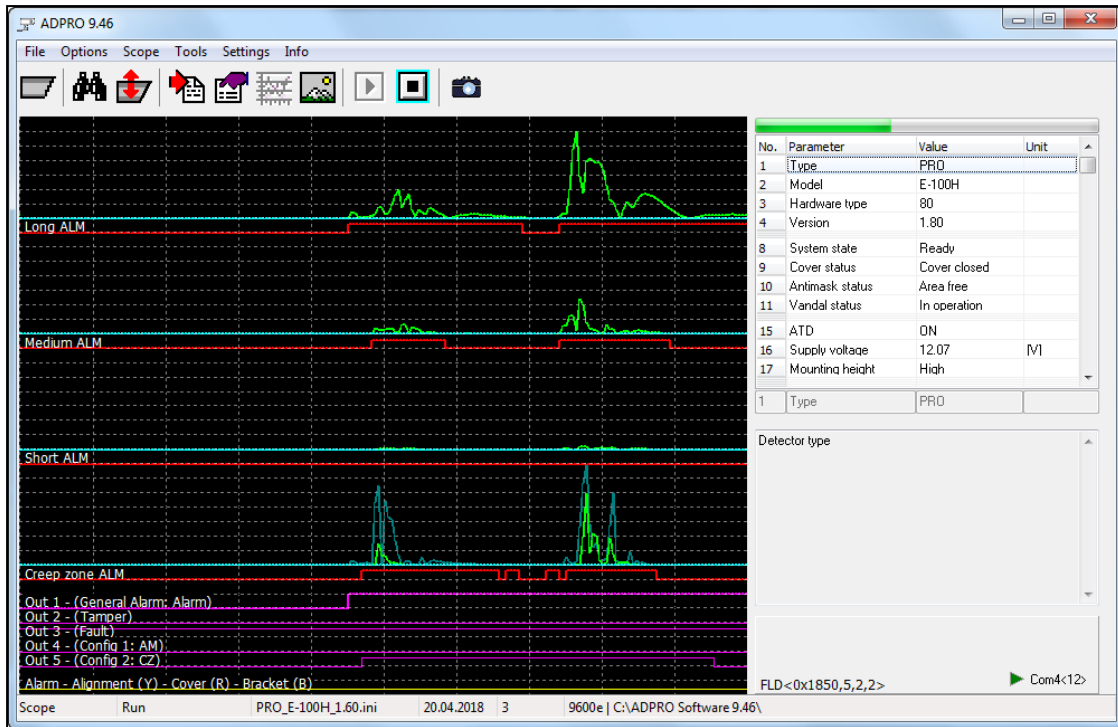 ADPRO 9.46
File Options Scope Tools Settings Info
Long ALM
Medium ALM
Short ALM
Creep zone ALM
Out 1 - (General Alarm: Alarm)
Out 2 - (Tamper)
Out 3 - (Fault)
Out 4 - (Config 1: AM)
Out 5 - (Config 2: CZ)
Alarm - Alignment (Y) - Cover (R) - Bracket (B)
No. Parameter Value Unit
1 Type PRO
2 Model E-100H
3 Hardware type 80
4 Version 1.80
8 System state Ready
9 Cover status Cover closed
10 Antimask status Area free
11 Vandal status In operation
15 ATD ON
16 Supply voltage 12.07 [V]
17 Mounting height High
1 Type PRO
Detector type
FLD<0x1850,5,2,2> Com4<12>
Scope Run PRO_E-100H_1.60.ini 20.04.2018 3 9600e | C:\ADPRO Software 9.46\